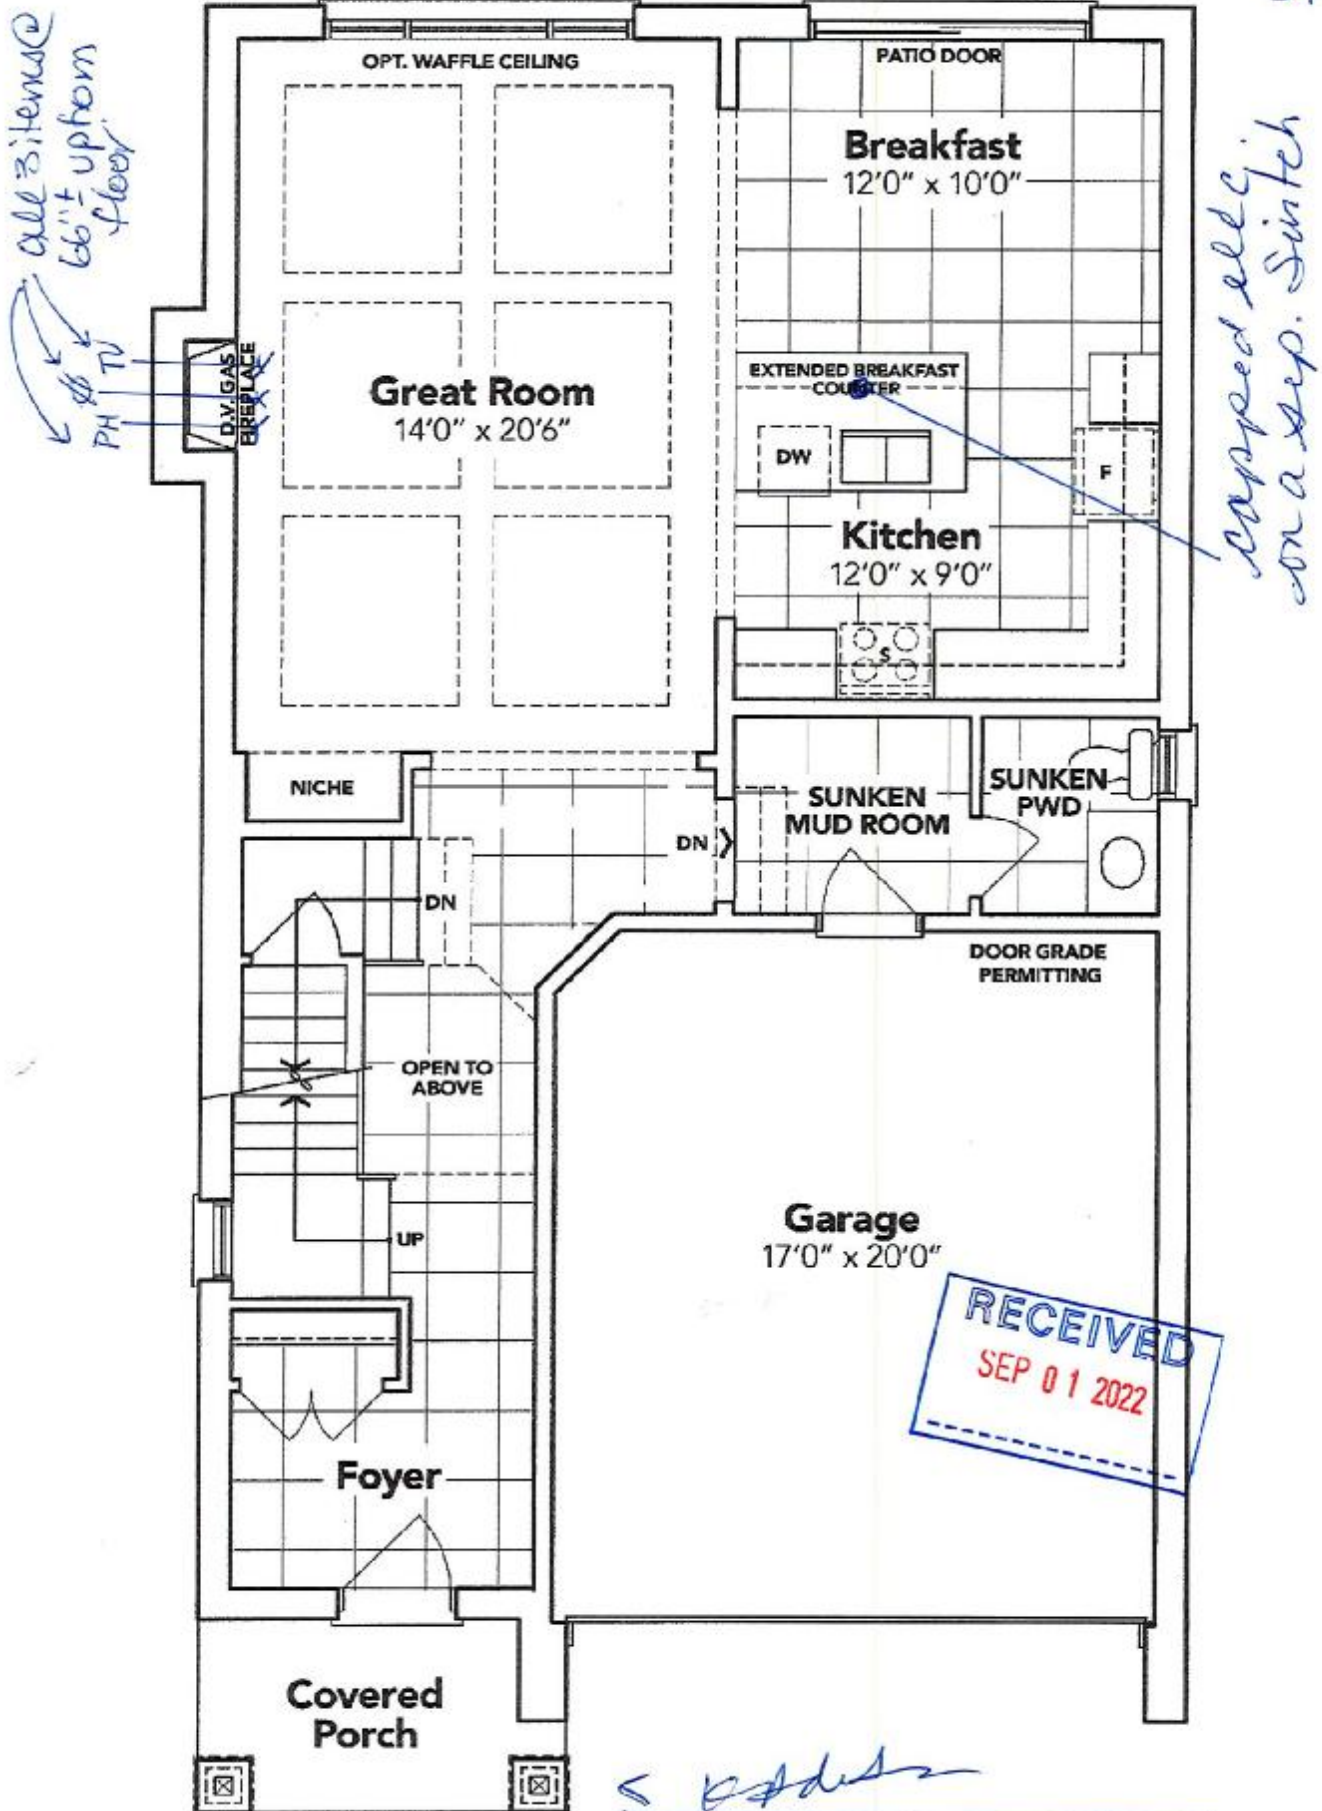 OPT. WAFFLE CEILING
PATIO DOOR
all 3 items @
66"± up from
floor
Breakfast
12'0" x 10'0"
capped elec.
on a sep. Switch
TV
PH
D.V. GAS
FIREPLACE
Great Room
14'0" x 20'6"
EXTENDED BREAKFAST
COUNTER
DW
F
Kitchen
12'0" x 9'0"
S
NICHE
SUNKEN
MUD ROOM
SUNKEN
PWD
DN
DN
DOOR GRADE
PERMITTING
OPEN TO
ABOVE
UP
Garage
17'0" x 20'0"
RECEIVED
SEP 01 2022
Foyer
Covered
Porch